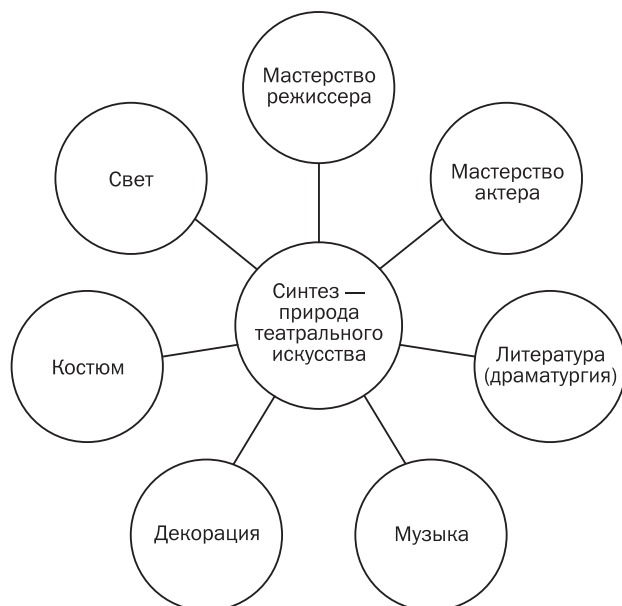 Мастерство
режиссера
Свет
Мастерство
актера
Синтез —
природа
театрального
искусства
Костюм
Литература
(драматургия)
Декорация
Музыка